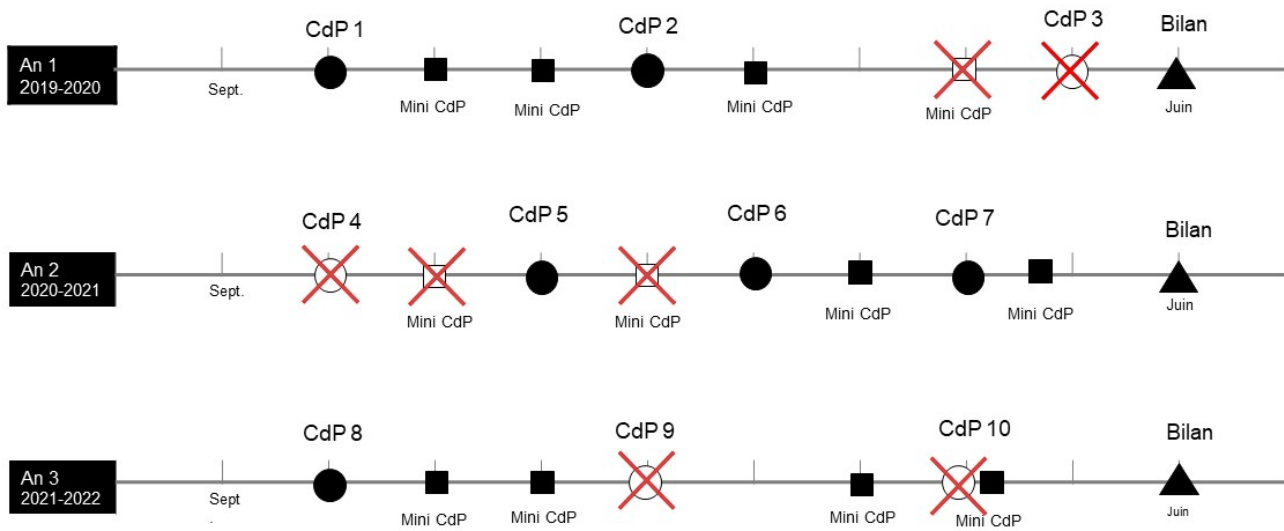 CdP 1
CdP 2
CdP 3
Bilan
An 1
2019-2020
Sept.
Mini CdP
Mini CdP
Mini CdP
Mini CdP
Juin
CdP 4
CdP 5
CdP 6
CdP 7
Bilan
An 2
2020-2021
Sept.
Mini CdP
Mini CdP
Mini CdP
Mini CdP
Juin
CdP 8
CdP 9
CdP 10
Bilan
An 3
2021-2022
Sept
.
Mini CdP
Mini CdP
Mini CdP
Mini CdP
Juin